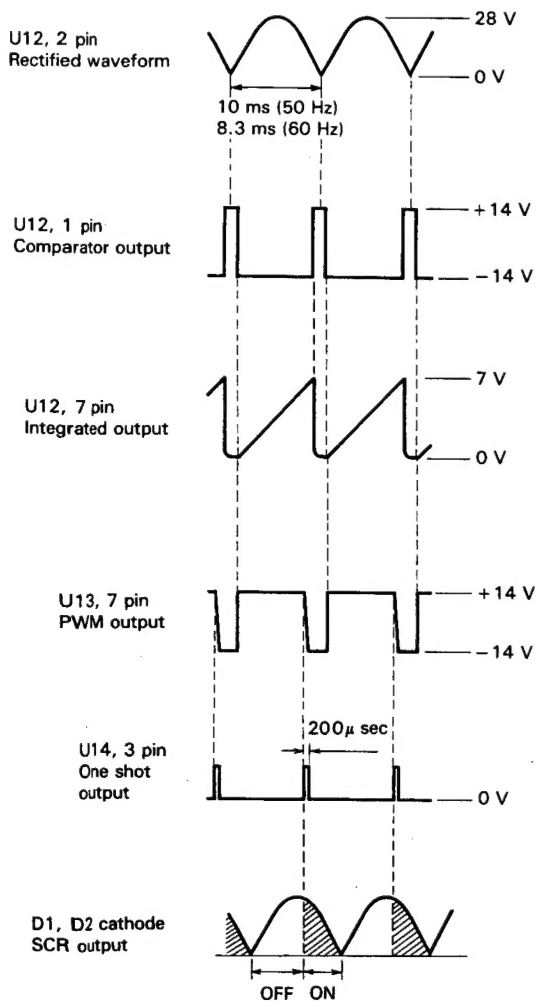 U12, 2 pin
Rectified waveform
28 V
0 V
10 ms (50 Hz)
8.3 ms (60 Hz)
U12, 1 pin
Comparator output
+14 V
−14 V
U12, 7 pin
Integrated output
7 V
0 V
U13, 7 pin
PWM output
+14 V
−14 V
200μ sec
U14, 3 pin
One shot
output
0 V
D1, D2 cathode
SCR output
OFF ON